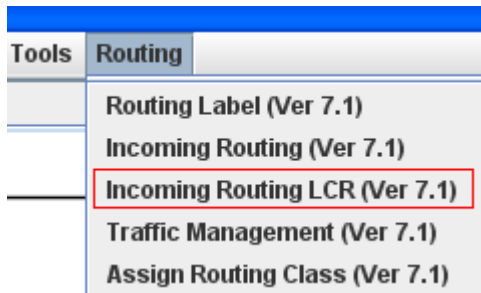 Tools Routing
Routing Label (Ver 7.1)
Incoming Routing (Ver 7.1)
Incoming Routing LCR (Ver 7.1)
Traffic Management (Ver 7.1)
Assign Routing Class (Ver 7.1)